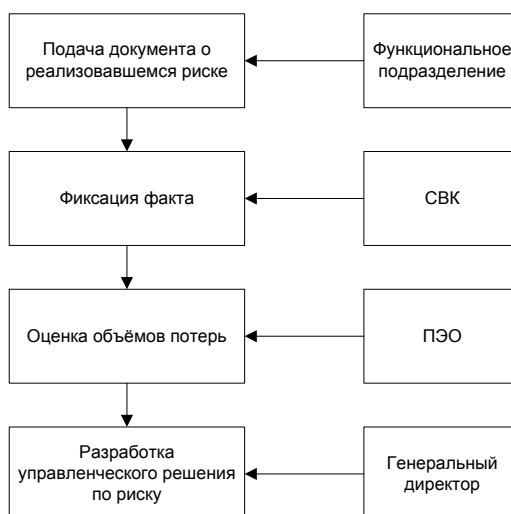 Подача документа о
реализовавшемся риске
Функциональное
подразделение
Фиксация факта
СВК
Оценка объёмов потерь
ПЭО
Разработка
управленческого решения
по риску
Генеральный
директор